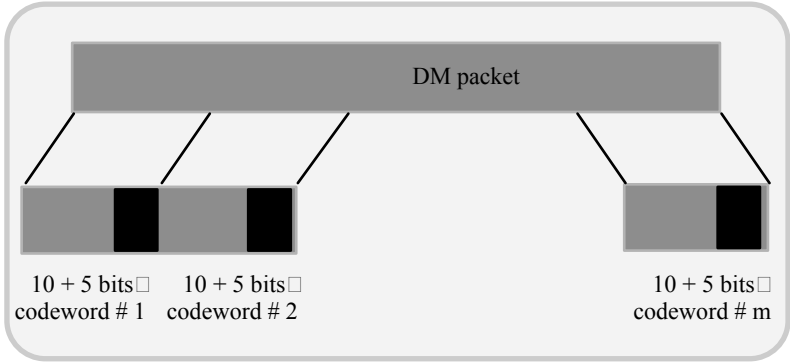 DM packet
10 + 5 bits□ 10 + 5 bits□ 10 + 5 bits□
codeword # 1 codeword # 2 codeword # m